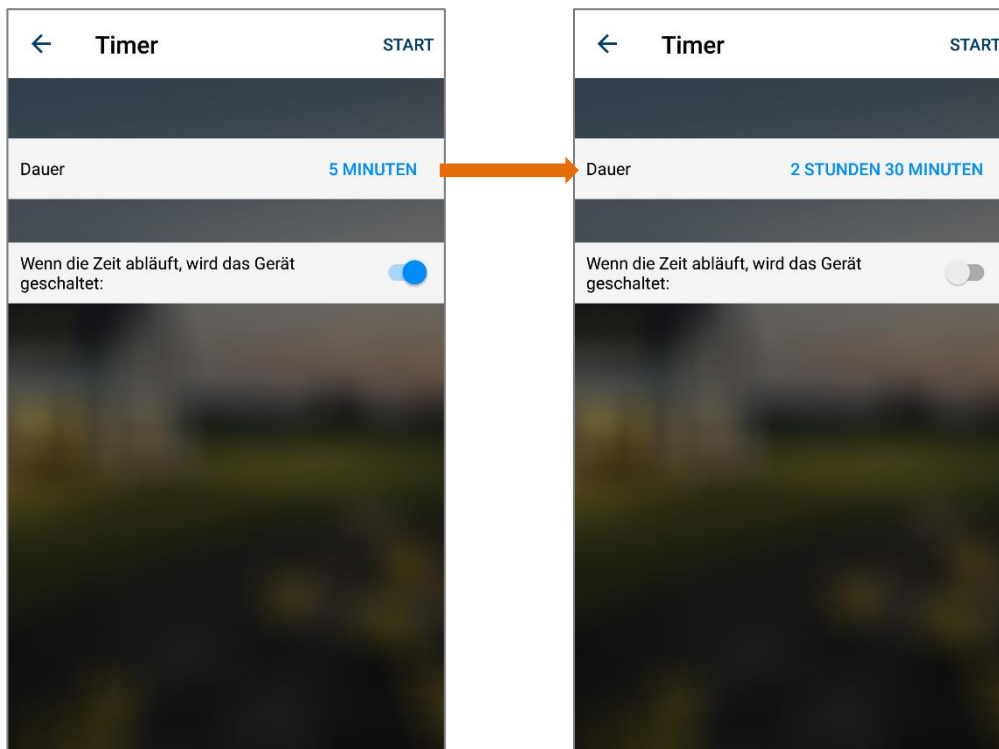 Timer START
Dauer 5 MINUTEN
Wenn die Zeit abläuft, wird das Gerät
geschaltet:
Timer START
Dauer 2 STUNDEN 30 MINUTEN
Wenn die Zeit abläuft, wird das Gerät
geschaltet: